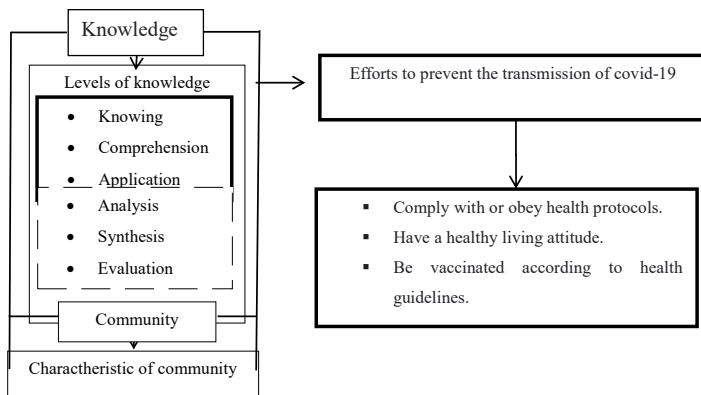 Knowledge
Levels of knowledge
• Knowing
• Comprehension
• Application
• Analysis
• Synthesis
• Evaluation
Community
Charactheristic of community
Efforts to prevent the transmission of covid-19
▪ Comply with or obey health protocols.
▪ Have a healthy living attitude.
▪ Be vaccinated according to health
guidelines.